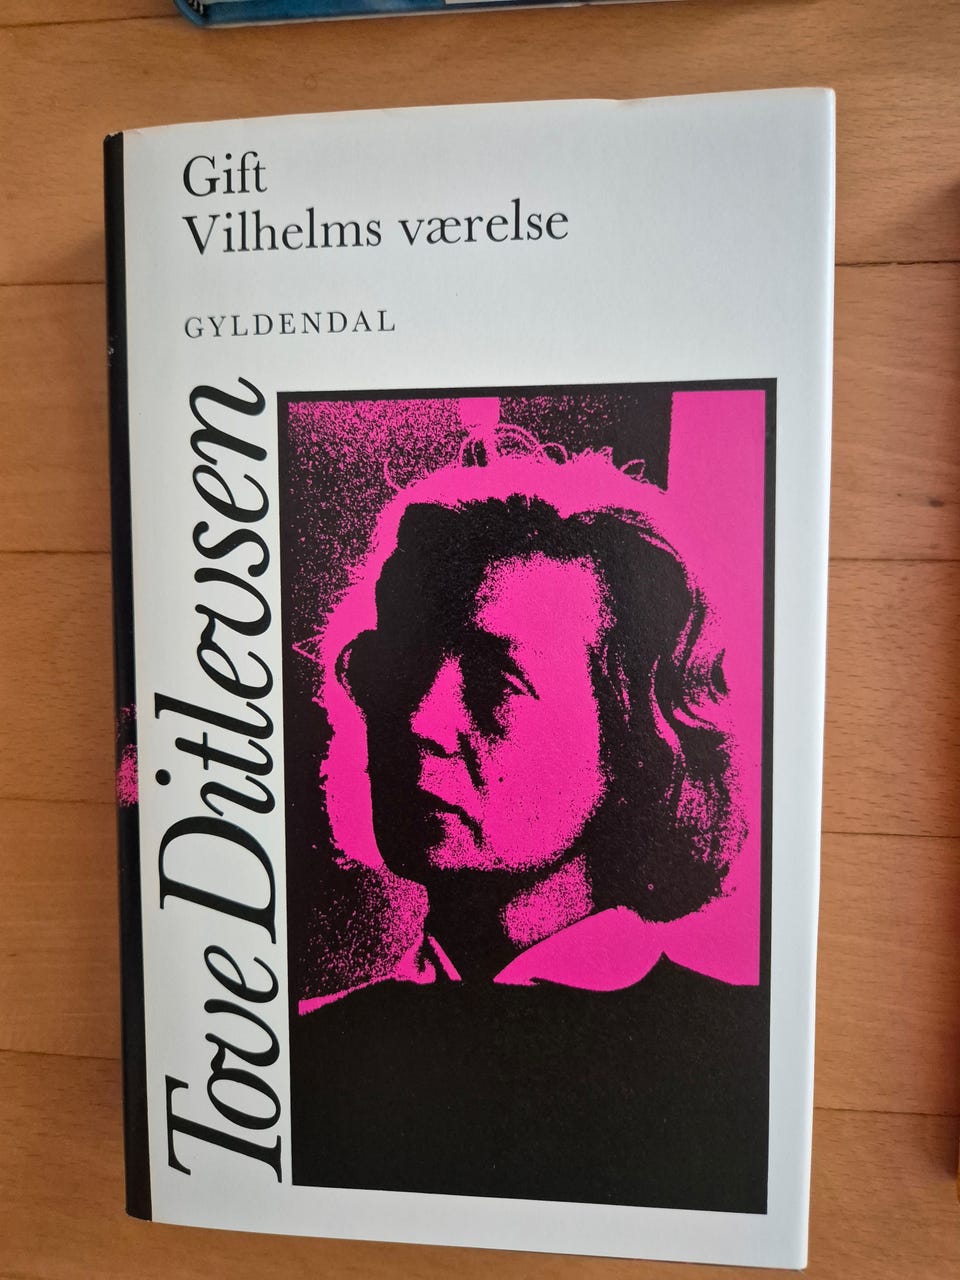 Gift
Vilhelms værelse
GYLDENDAL
Tove Ditlevsen